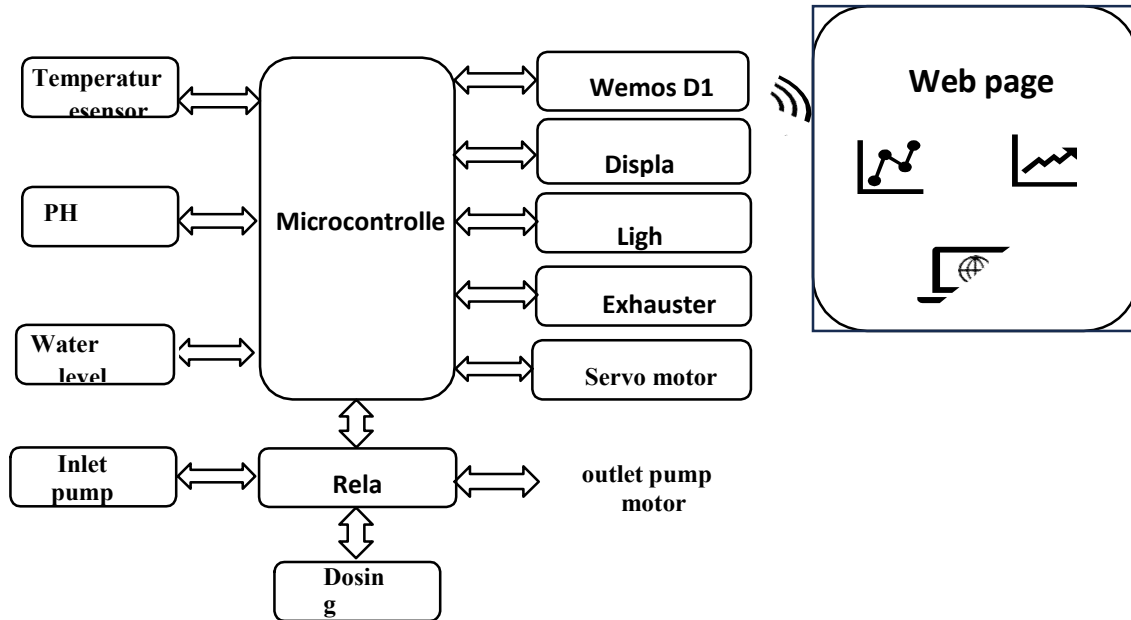 Temperatur
esensor
PH
Water
level
Inlet
pump
Microcontrolle
Rela
Dosin
g
Wemos D1
Displa
Ligh
Exhauster
Servo motor
outlet pump
motor
Web page